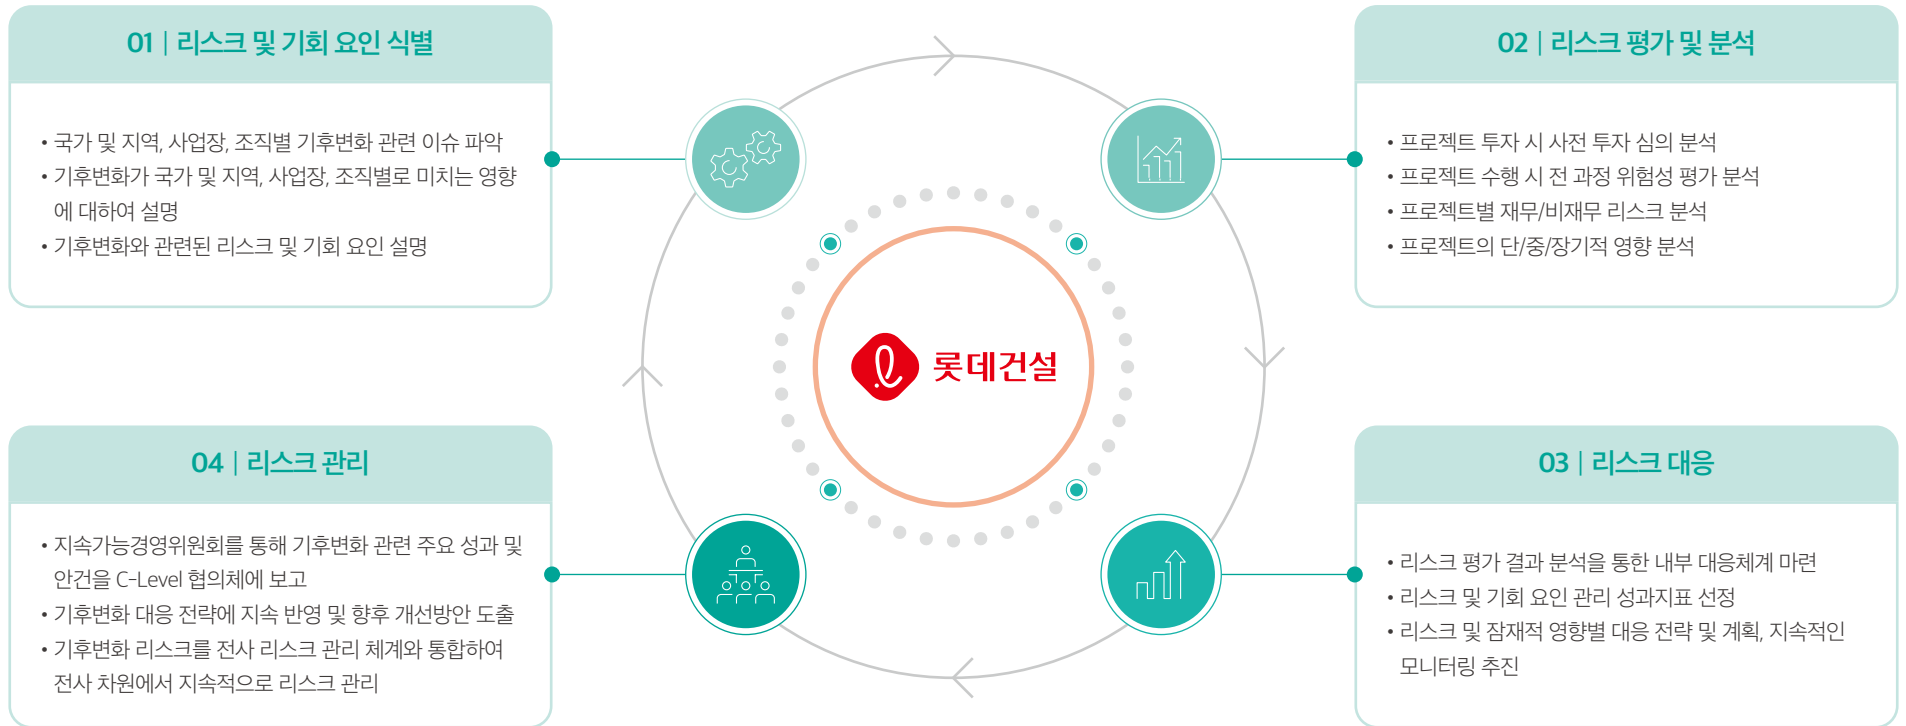 01 | 리스크 및 기회 요인 식별
• 국가 및 지역, 사업장, 조직별 기후변화 관련 이슈 파악
• 기후변화가 국가 및 지역, 사업장, 조직별로 미치는 영향
에 대하여 설명
• 기후변화와 관련된 리스크 및 기회 요인 설명
02 | 리스크 평가 및 분석
• 프로젝트 투자 시 사전 투자 심의 분석
• 프로젝트 수행 시 전 과정 위험성 평가 분석
• 프로젝트별 재무/비재무 리스크 분석
• 프로젝트의 단/중/장기적 영향 분석
롯데건설
03 | 리스크 대응
• 리스크 평가 결과 분석을 통한 내부 대응체계 마련
• 리스크 및 기회 요인 관리 성과지표 선정
• 리스크 및 잠재적 영향별 대응 전략 및 계획, 지속적인
모니터링 추진
04 | 리스크 관리
• 지속가능경영위원회를 통해 기후변화 관련 주요 성과 및
안건을 C-Level 협의체에 보고
• 기후변화 대응 전략에 지속 반영 및 향후 개선방안 도출
• 기후변화 리스크를 전사 리스크 관리 체계와 통합하여
전사 차원에서 지속적으로 리스크 관리